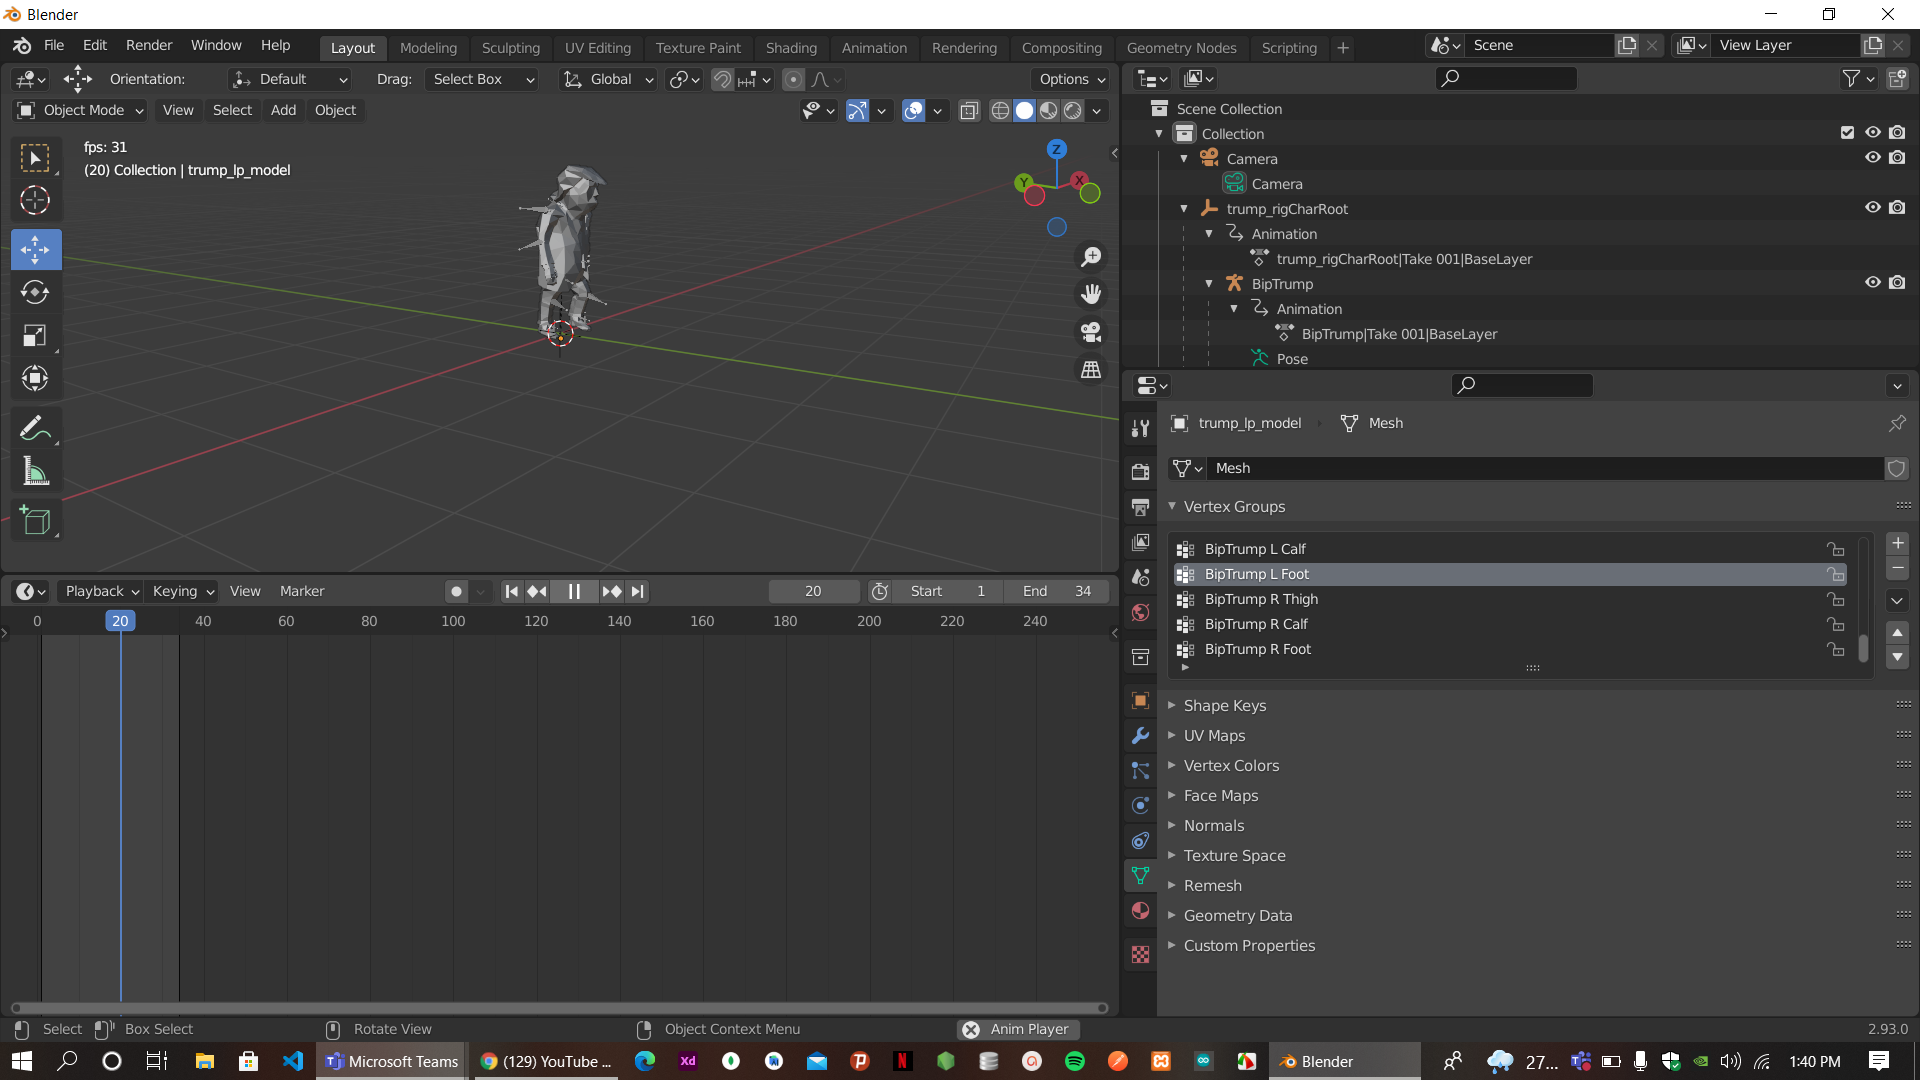 Blender
File Edit Render Window Help Layout Modeling Sculpting UV Editing Texture Paint Shading Animation Rendering Compositing Geometry Nodes Scripting + Scene View Layer
Orientation: Default Drag: Select Box Global Options
Object Mode View Select Add Object
fps: 31
(20) Collection | trump_lp_model
Z
Y
X
Scene Collection
Collection
Camera
Camera
trump_rigCharRoot
Animation
trump_rigCharRoot|Take 001|BaseLayer
BipTrump
Animation
BipTrump|Take 001|BaseLayer
Pose
trump_lp_model Mesh
Mesh
Vertex Groups
BipTrump L Calf
BipTrump L Foot
BipTrump R Thigh
BipTrump R Calf
BipTrump R Foot
Shape Keys
UV Maps
Vertex Colors
Face Maps
Normals
Texture Space
Remesh
Geometry Data
Custom Properties
Playback Keying View Marker 20 Start 1 End 34
0 20 40 60 80 100 120 140 160 180 200 220 240
Select Box Select Rotate View Object Context Menu Anim Player 2.93.0
Microsoft Teams (129) YouTube ... Xd N Blender 27... 1:40 PM